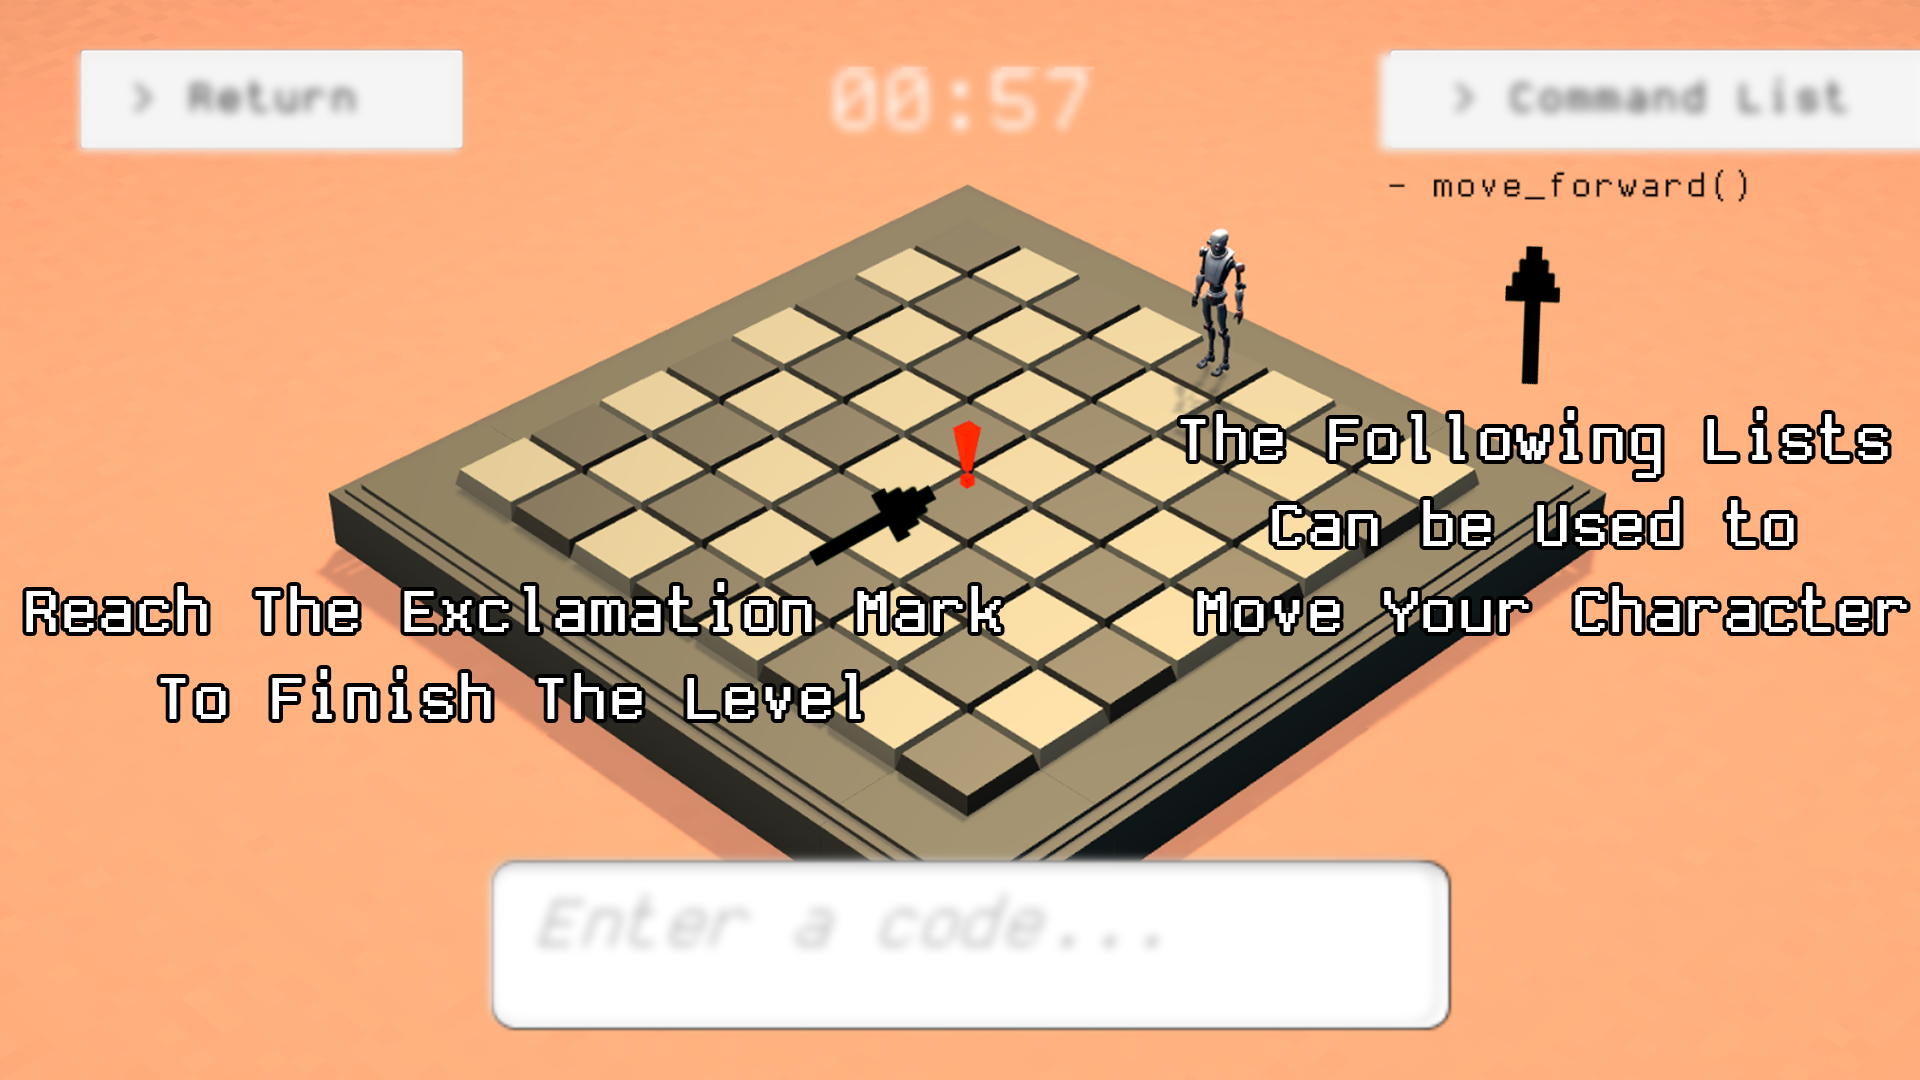 > Return
00:57
> Command List
- move_forward()
The Following Lists
Can be Used to
Move Your Character
Reach The Exclamation Mark
To Finish The Level
Enter a code...